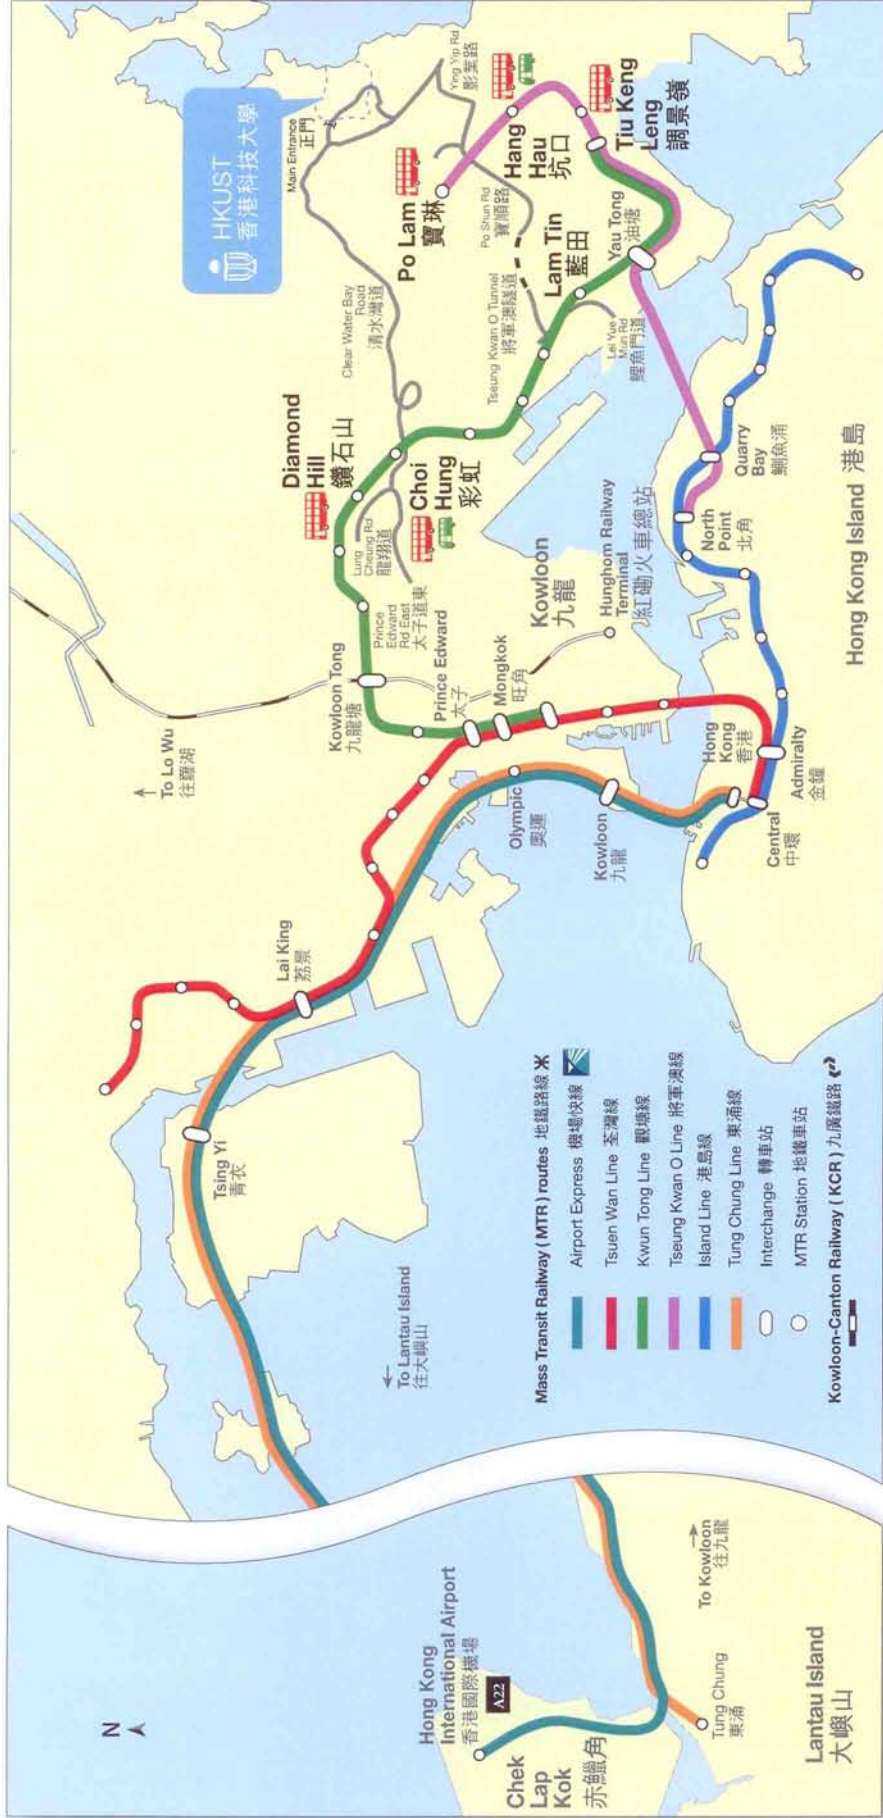 N
Hong Kong
International Airport
香港國際機場
A22
Chek
Lap
Kok
赤鱲角
Tung Chung
東涌
To Kowloon
往九龍
Lantau Island
大嶼山
To Lantau Island
往大嶼山
Tsing Yi
青衣
Lai King
荔景
To Lo Wu
往羅湖
Kowloon Tong
九龍塘
Prince Edward
太子
Mongkok
旺角
Olympic
奧運
Kowloon
九龍
Hong
Kong
香港
Central
中環
Admiralty
金鐘
Kowloon
九龍
Hunghom Railway
Terminal
紅磡火車總站
Prince
Edward
Rd East
太子道東
Lung
Cheung Rd
龍翔道
Diamond
Hill
鑽石山
Choi
Hung
彩虹
Clear Water Bay
Road
清水灣道
HKUST
香港科技大學
Main Entrance
正門
Ying Yip Rd
影業路
Po Lam
寶琳
Hang
Hau
坑口
Po Shun Rd
寶順路
Tseung Kwan O Tunnel
將軍澳隧道
Lam Tin
藍田
Tiu Keng
Leng
調景嶺
Yau Tong
油塘
Lei Yue
Mun Rd
鯉魚門道
North
Point
北角
Quarry
Bay
鰂魚涌
Hong Kong Island 港島
Mass Transit Railway ( MTR ) routes 地鐵路線
Airport Express 機場快線
Tsuen Wan Line 荃灣線
Kwun Tong Line 觀塘線
Tseung Kwan O Line 將軍澳線
Island Line 港島線
Tung Chung Line 東涌線
Interchange 轉車站
MTR Station 地鐵車站
Kowloon-Canton Railway ( KCR ) 九廣鐵路